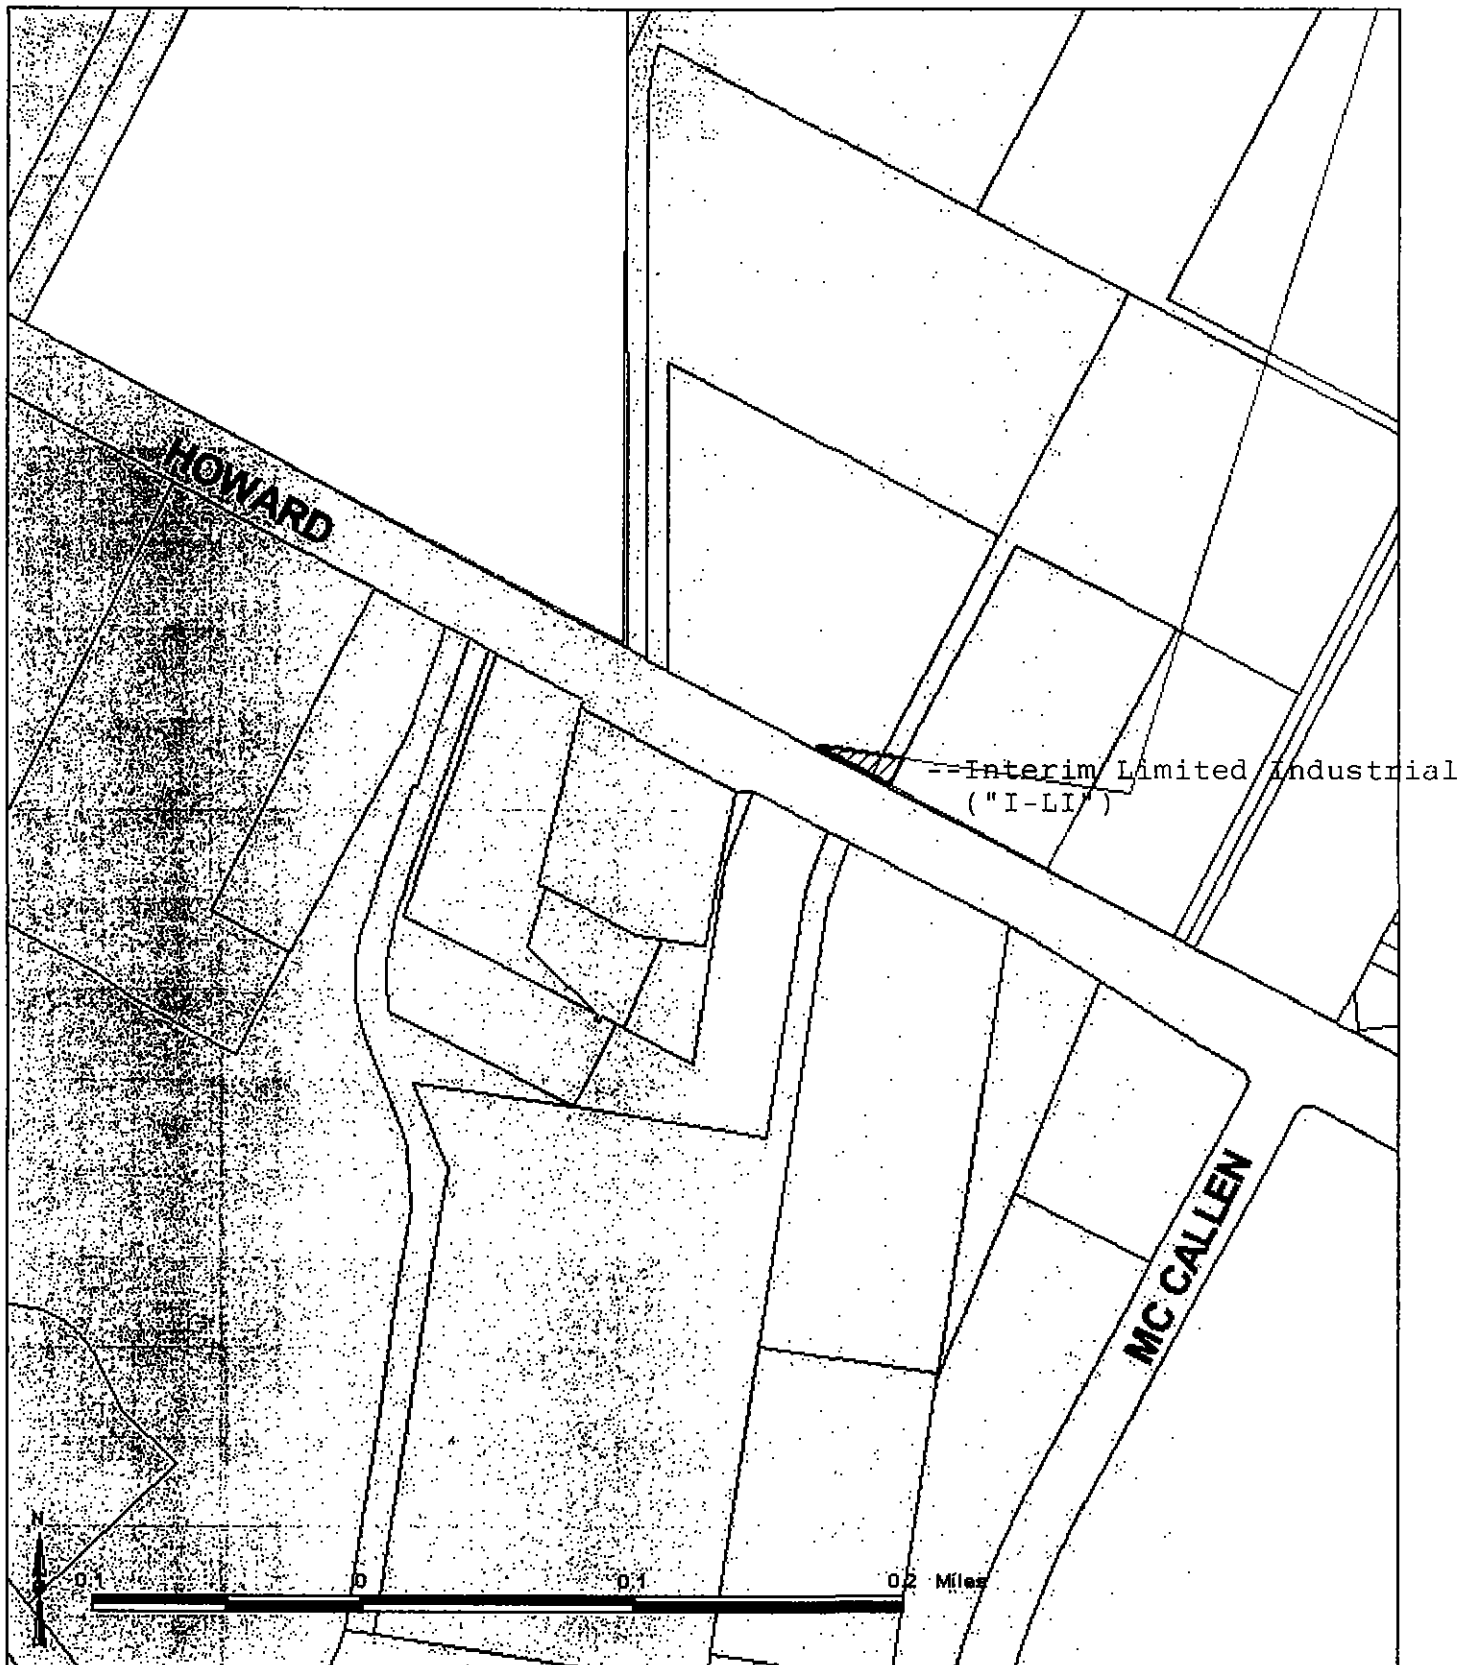 HOWARD
--Interim Limited Industrial
("I-LI")
MC CALLEN
N
0.1 0 0.1 0.2 Miles